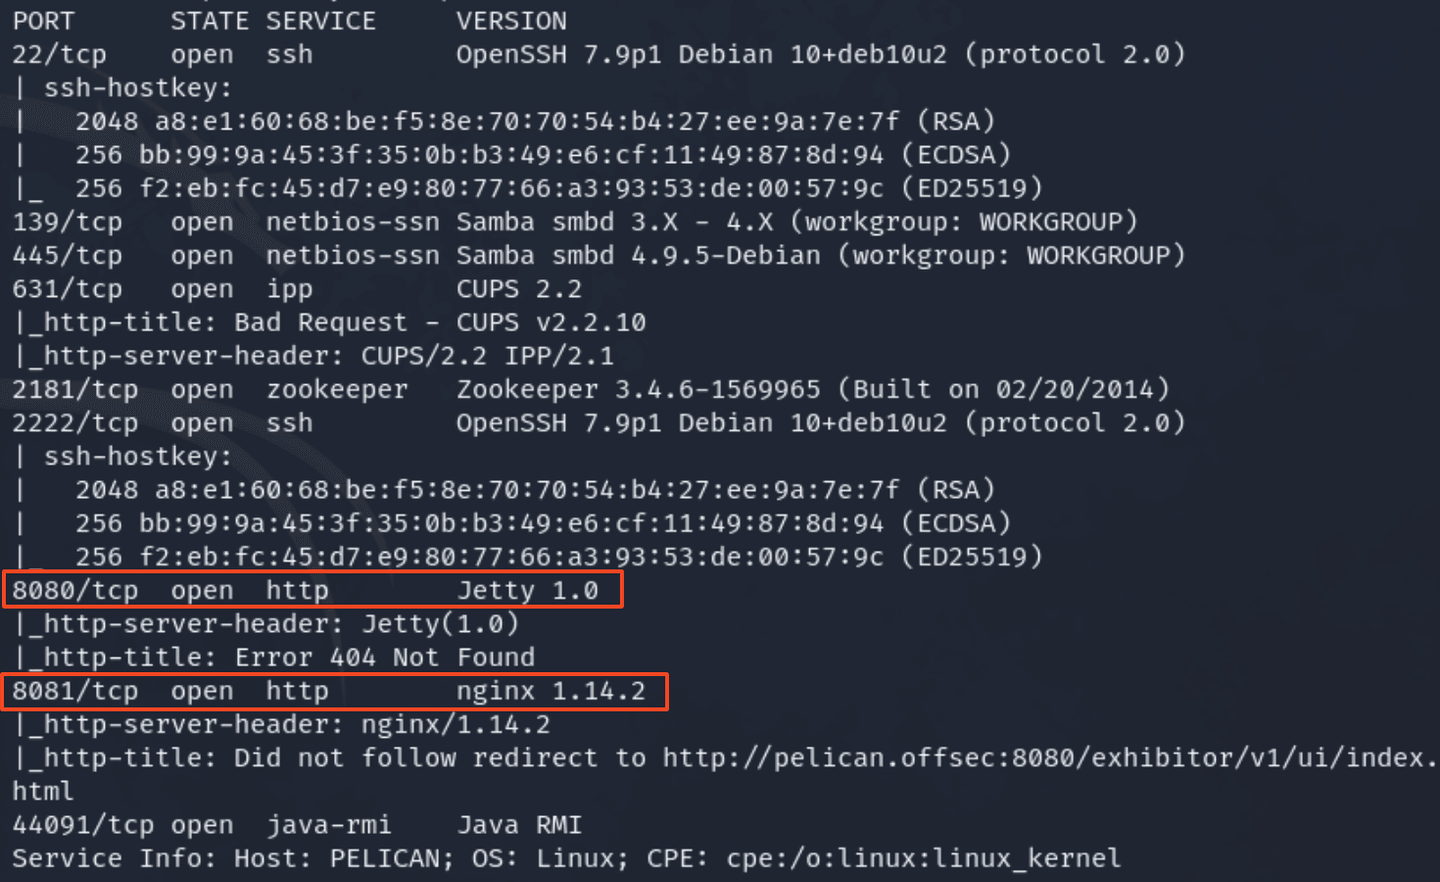 PORT      STATE SERVICE     VERSION
22/tcp    open  ssh         OpenSSH 7.9p1 Debian 10+deb10u2 (protocol 2.0)
| ssh-hostkey:
|   2048 a8:e1:60:68:be:f5:8e:70:70:54:b4:27:ee:9a:7e:7f (RSA)
|   256 bb:99:9a:45:3f:35:0b:b3:49:e6:cf:11:49:87:8d:94 (ECDSA)
|_  256 f2:eb:fc:45:d7:e9:80:77:66:a3:93:53:de:00:57:9c (ED25519)
139/tcp   open  netbios-ssn Samba smbd 3.X - 4.X (workgroup: WORKGROUP)
445/tcp   open  netbios-ssn Samba smbd 4.9.5-Debian (workgroup: WORKGROUP)
631/tcp   open  ipp         CUPS 2.2
|_http-title: Bad Request - CUPS v2.2.10
|_http-server-header: CUPS/2.2 IPP/2.1
2181/tcp  open  zookeeper   Zookeeper 3.4.6-1569965 (Built on 02/20/2014)
2222/tcp  open  ssh         OpenSSH 7.9p1 Debian 10+deb10u2 (protocol 2.0)
| ssh-hostkey:
|   2048 a8:e1:60:68:be:f5:8e:70:70:54:b4:27:ee:9a:7e:7f (RSA)
|   256 bb:99:9a:45:3f:35:0b:b3:49:e6:cf:11:49:87:8d:94 (ECDSA)
|_  256 f2:eb:fc:45:d7:e9:80:77:66:a3:93:53:de:00:57:9c (ED25519)
8080/tcp  open  http        Jetty 1.0
|_http-server-header: Jetty(1.0)
|_http-title: Error 404 Not Found
8081/tcp  open  http        nginx 1.14.2
|_http-server-header: nginx/1.14.2
|_http-title: Did not follow redirect to http://pelican.offsec:8080/exhibitor/v1/ui/index.
html
44091/tcp open  java-rmi    Java RMI
Service Info: Host: PELICAN; OS: Linux; CPE: cpe:/o:linux:linux_kernel